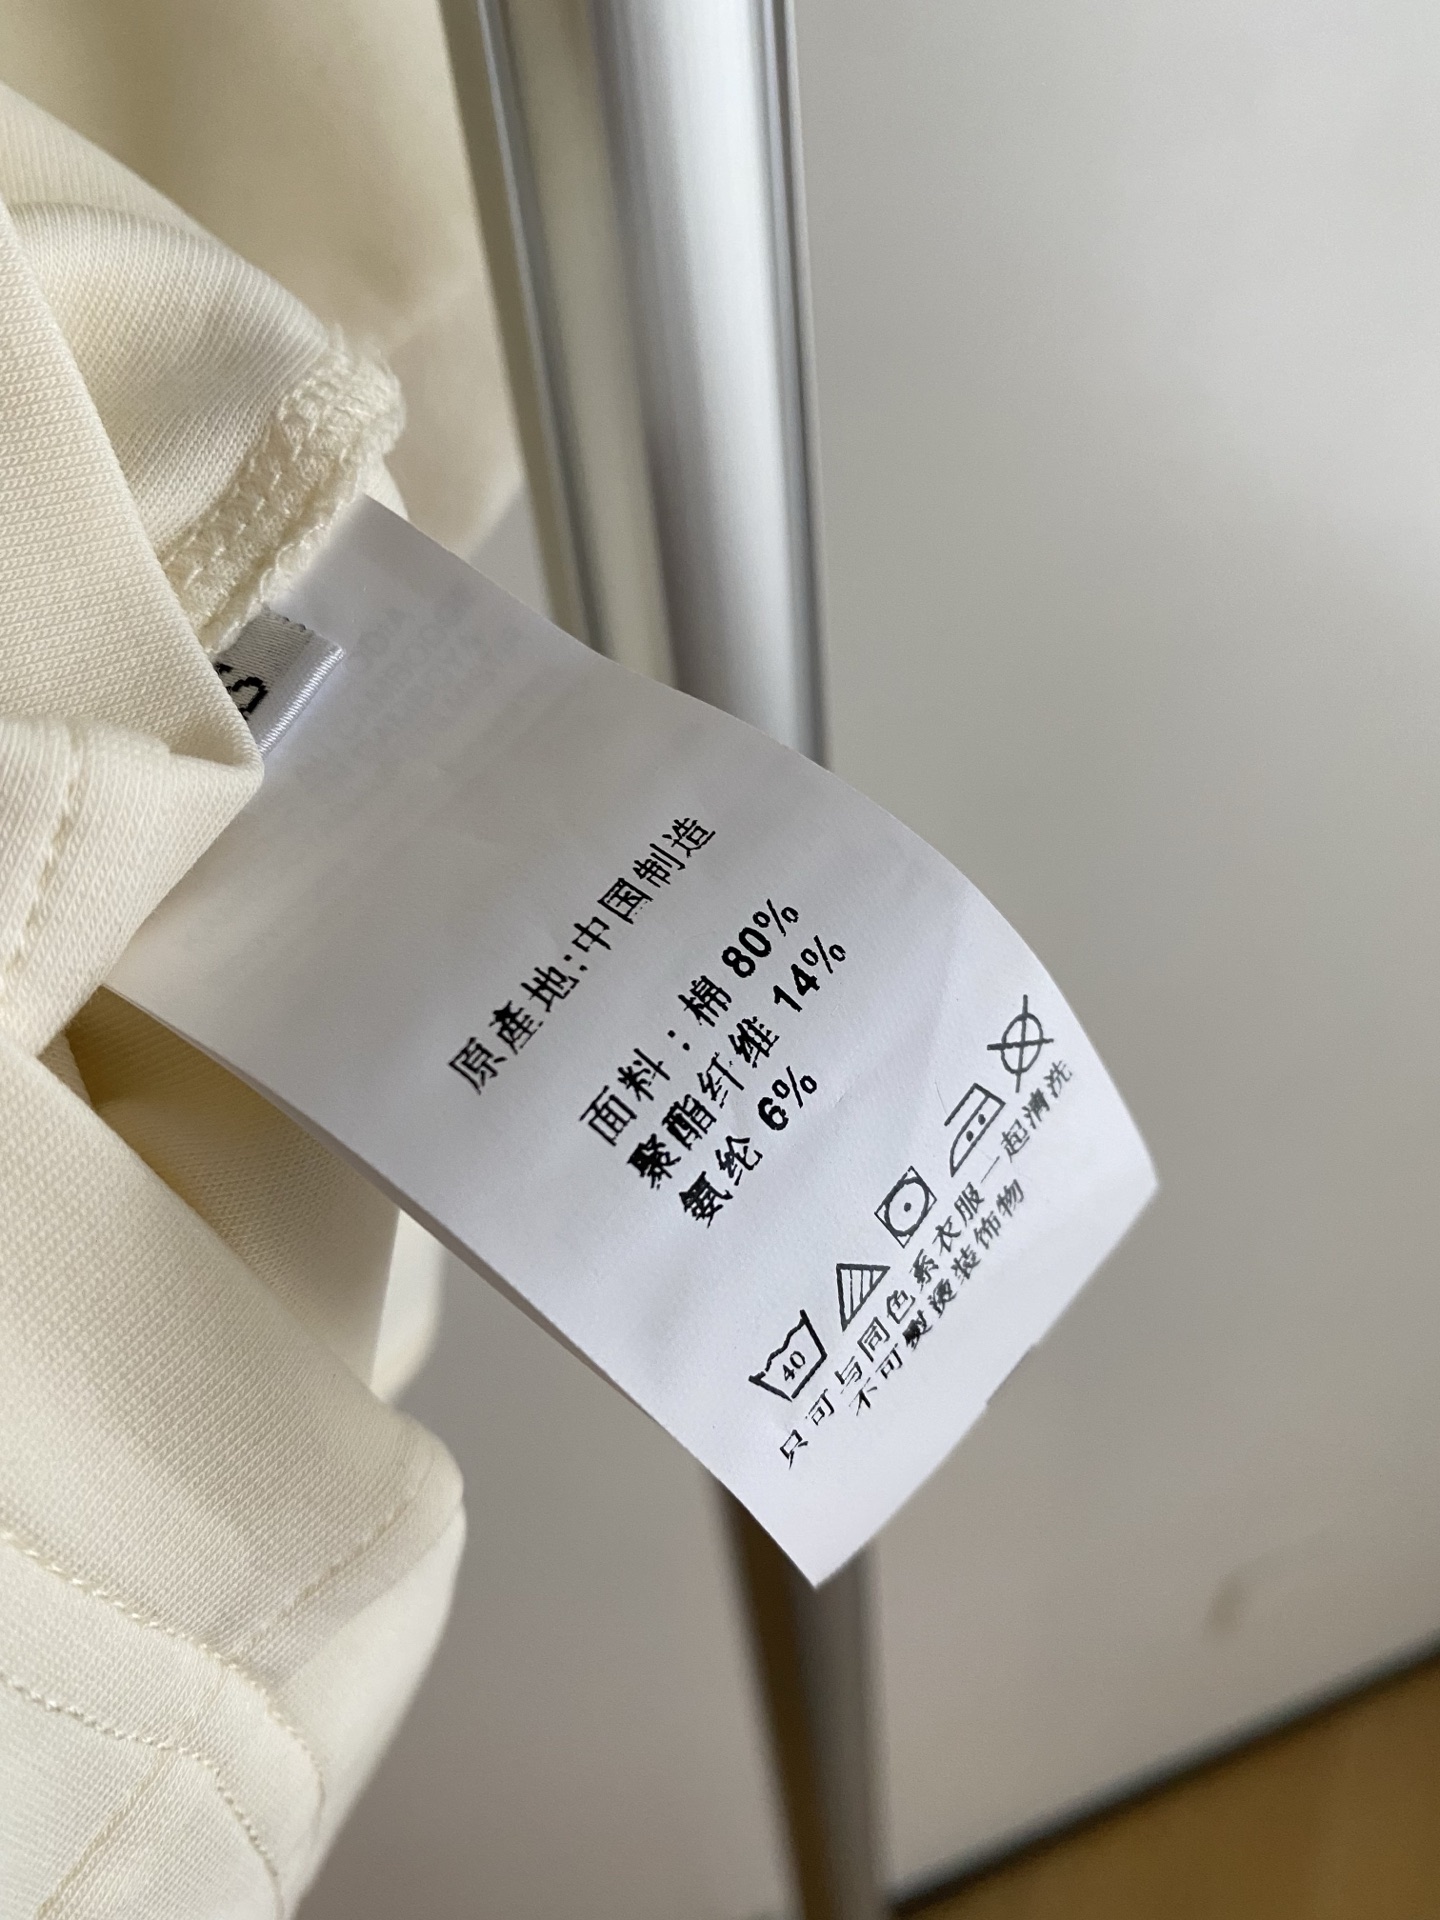 原產地:中国制造
面料：棉 80%
聚酯纤维 14%
氨纶 6%
40
只可与同色系衣服一起清洗
不可熨烫装饰物